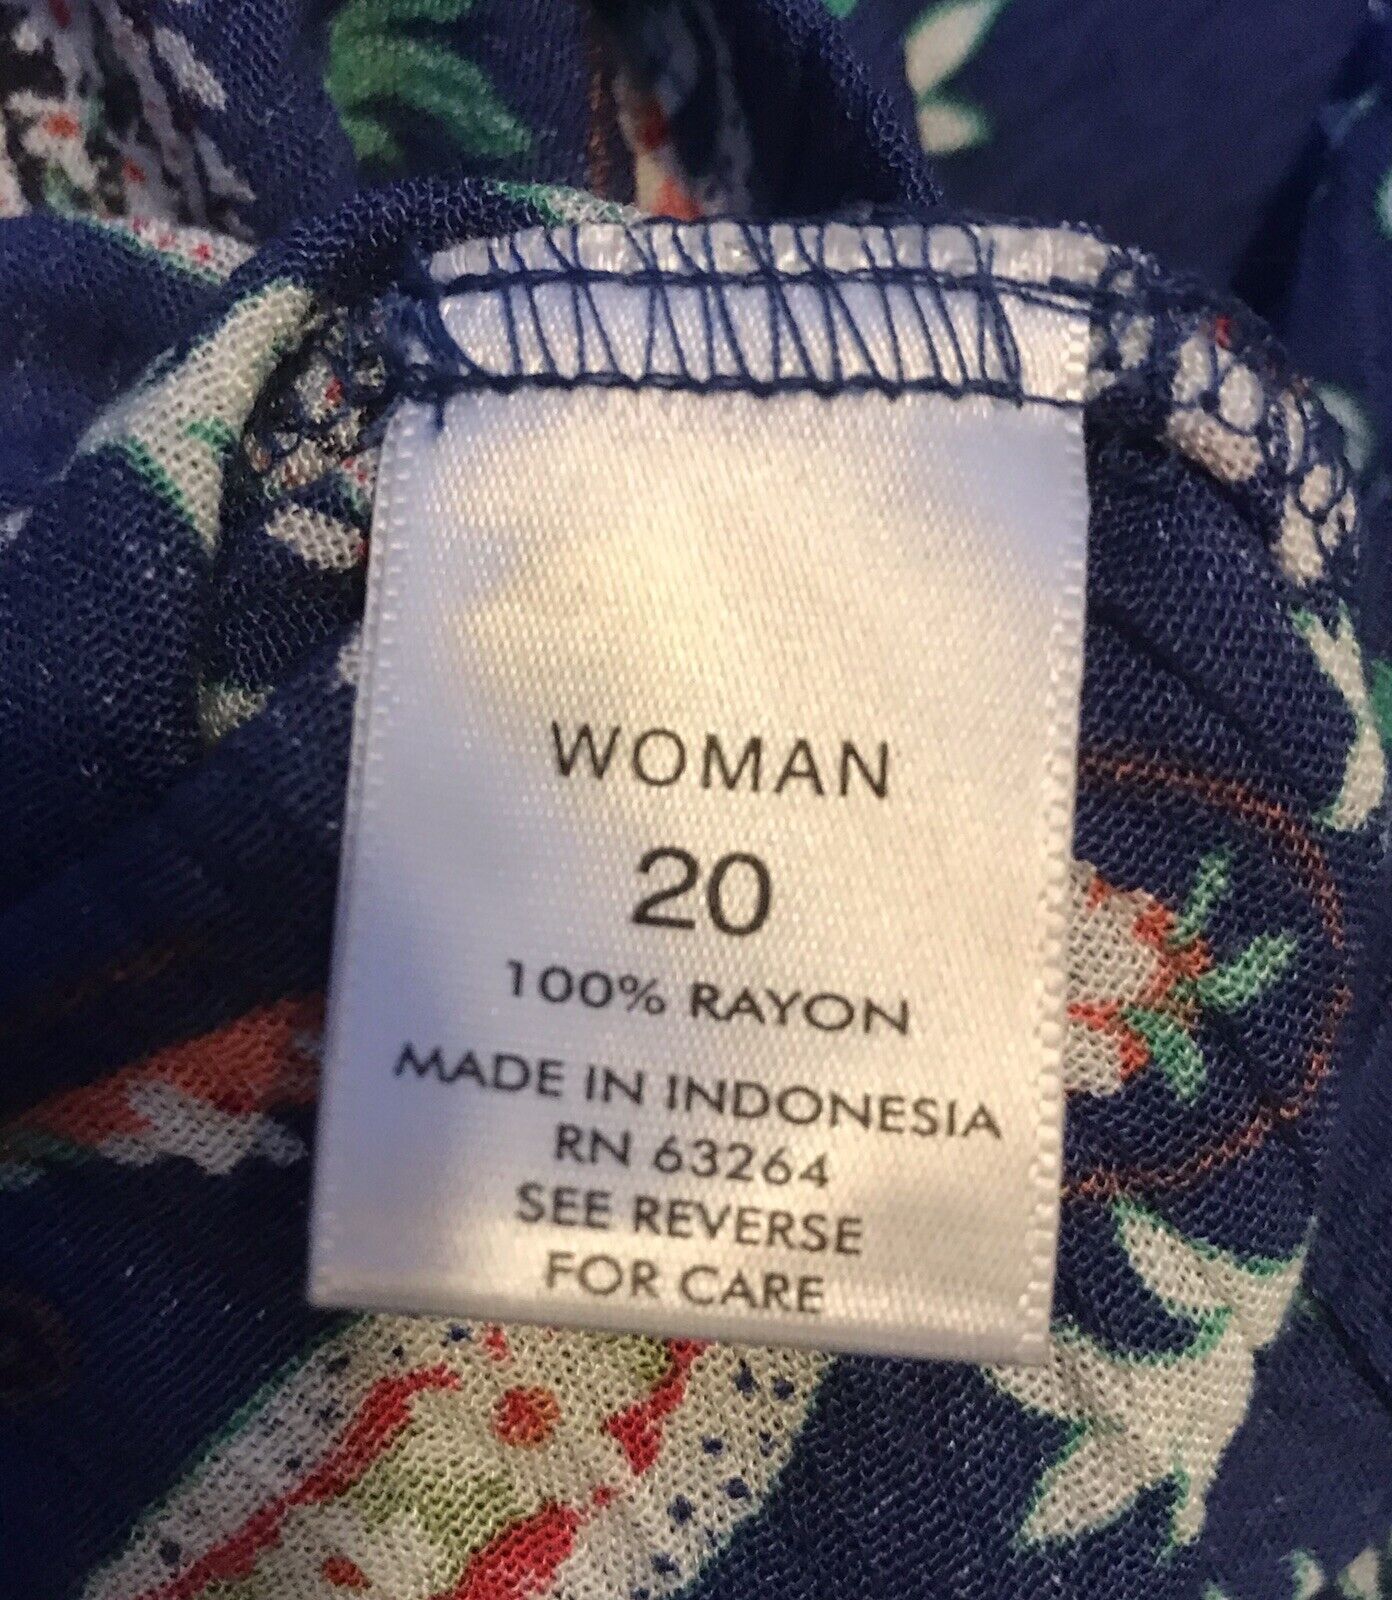 WOMAN
20
100% RAYON
MADE IN INDONESIA
RN 63264
SEE REVERSE
FOR CARE